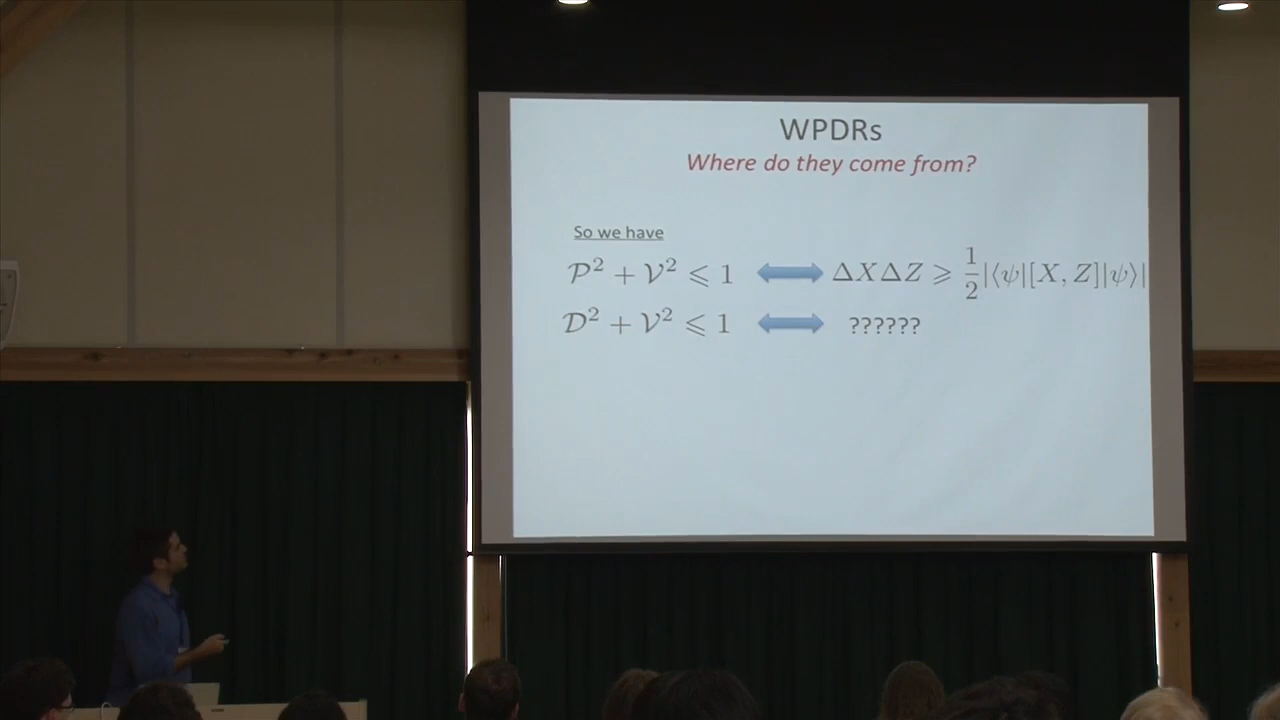 WPDRs
Where do they come from?
So we have
𝒫² + 𝒱² ⩽ 1 ⟺ ΔXΔZ ⩾ 1/2 |⟨ψ|[X, Z]|ψ⟩|
𝒟² + 𝒱² ⩽ 1 ⟺ ??????